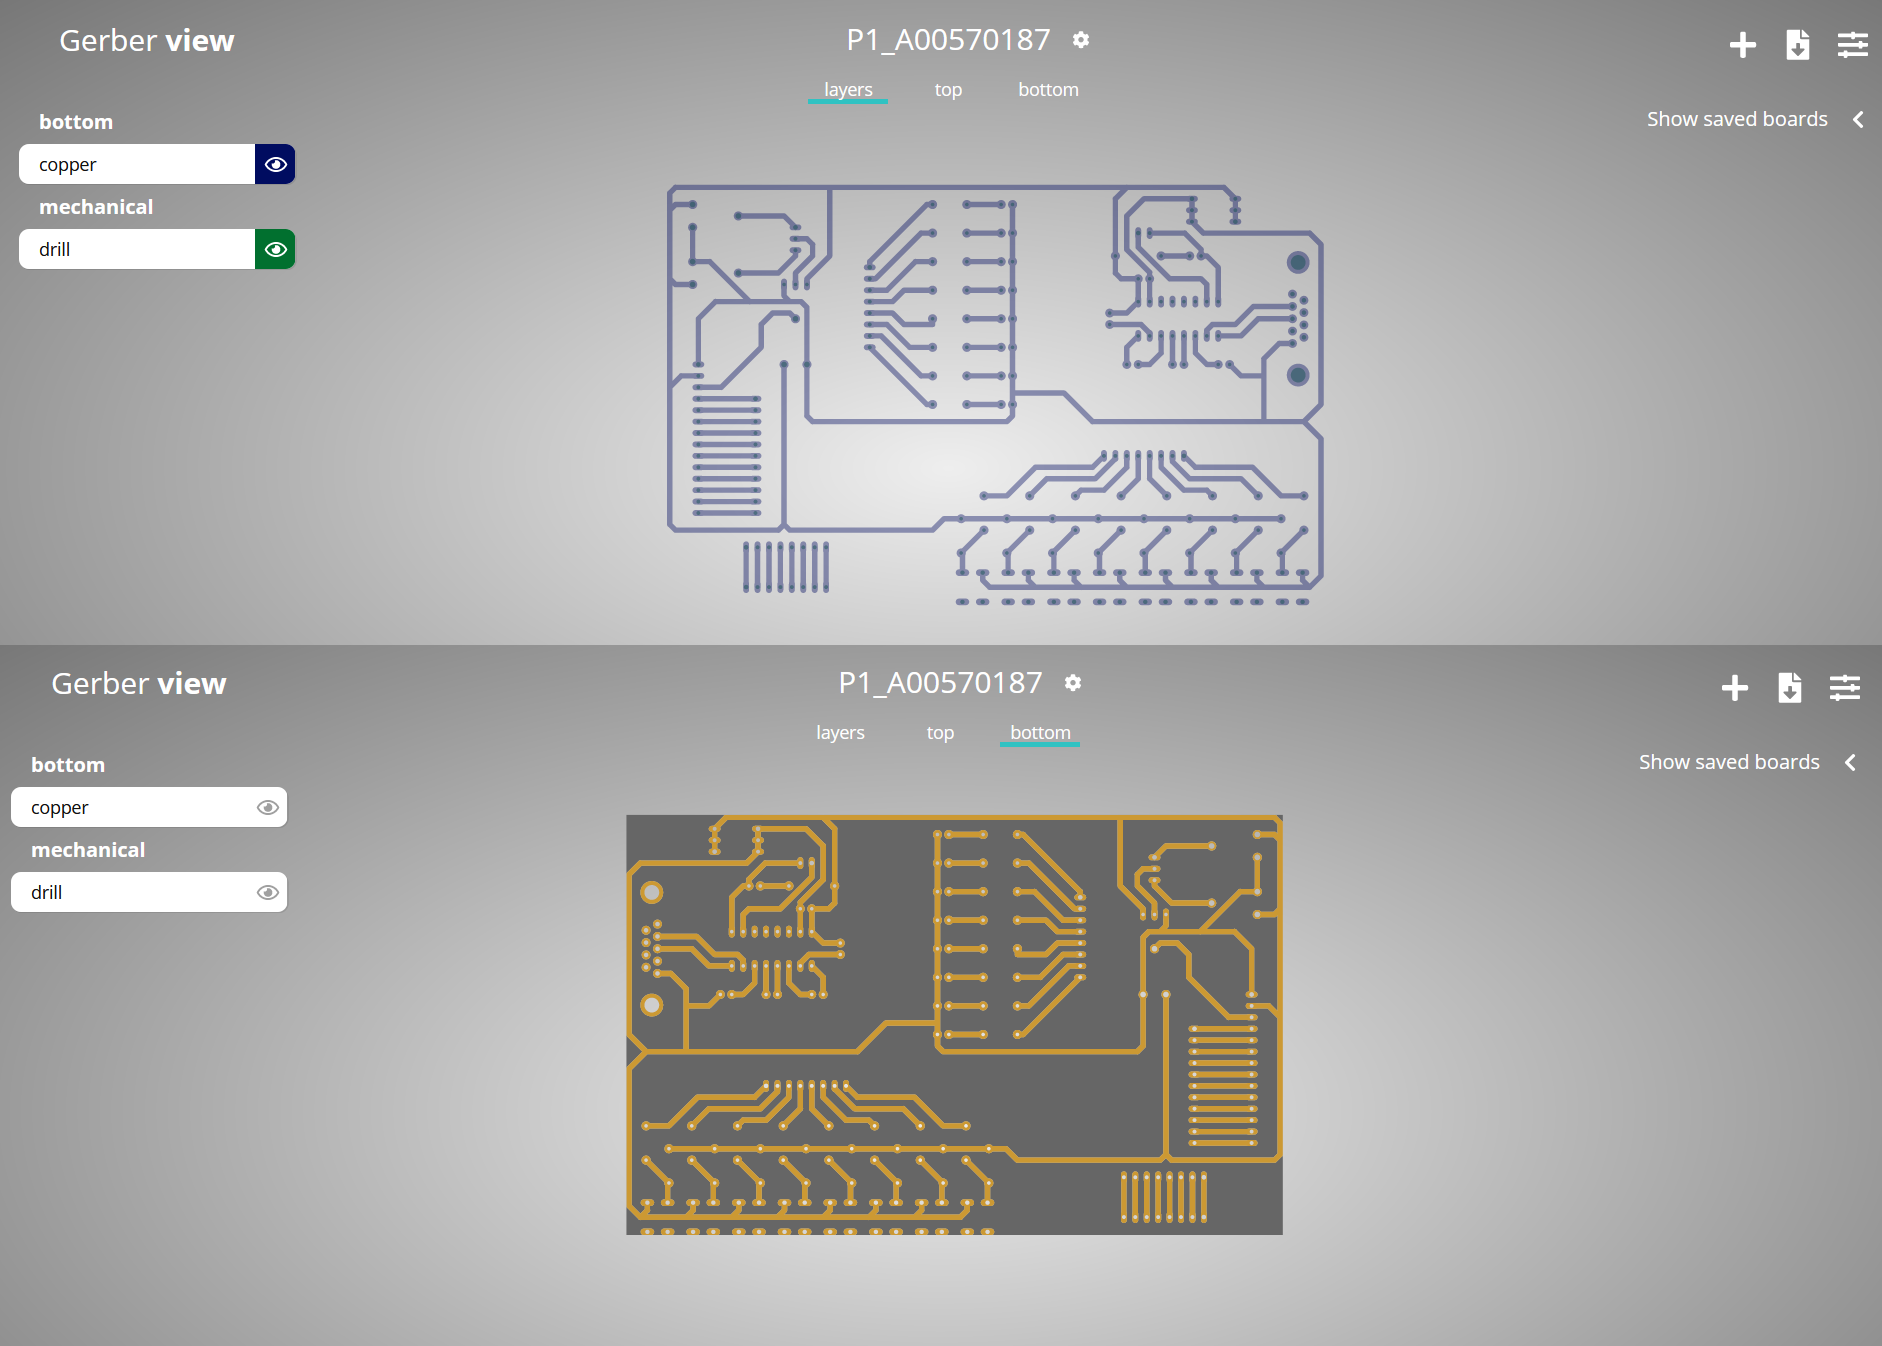 Gerber view
P1_A00570187
layers top bottom
Show saved boards
bottom
copper
mechanical
drill
Gerber view
P1_A00570187
layers top bottom
Show saved boards
bottom
copper
mechanical
drill